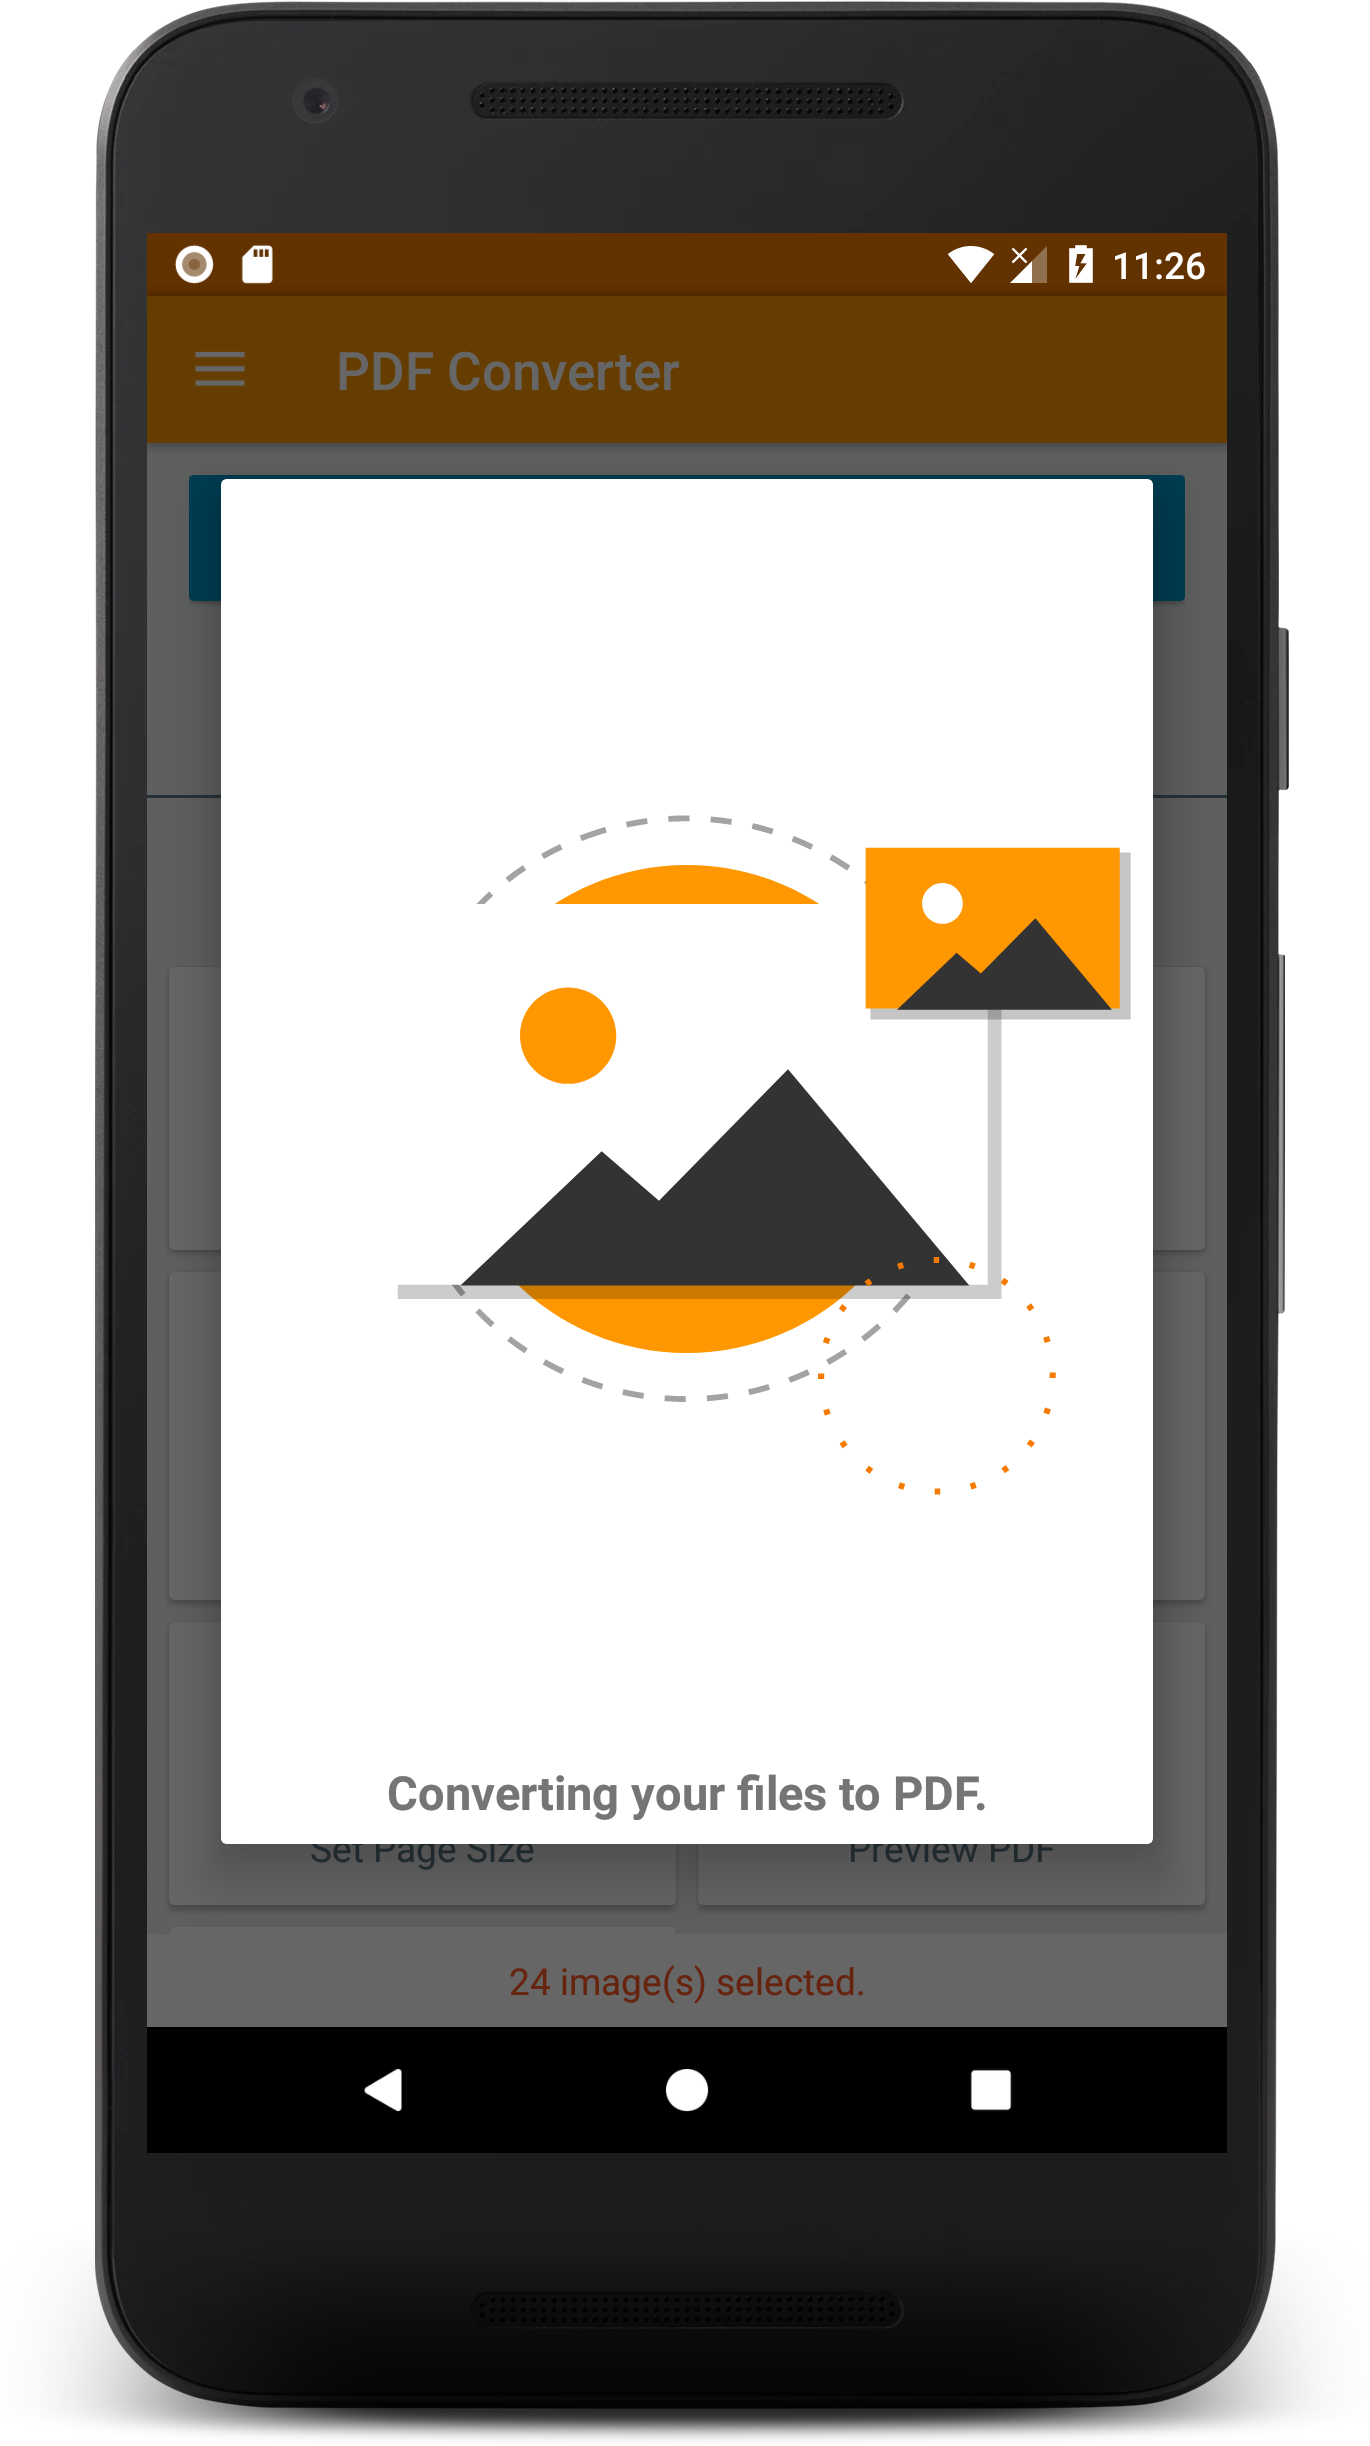 11:26
PDF Converter
Converting your files to PDF.
Set Page Size
Preview PDF
24 image(s) selected.